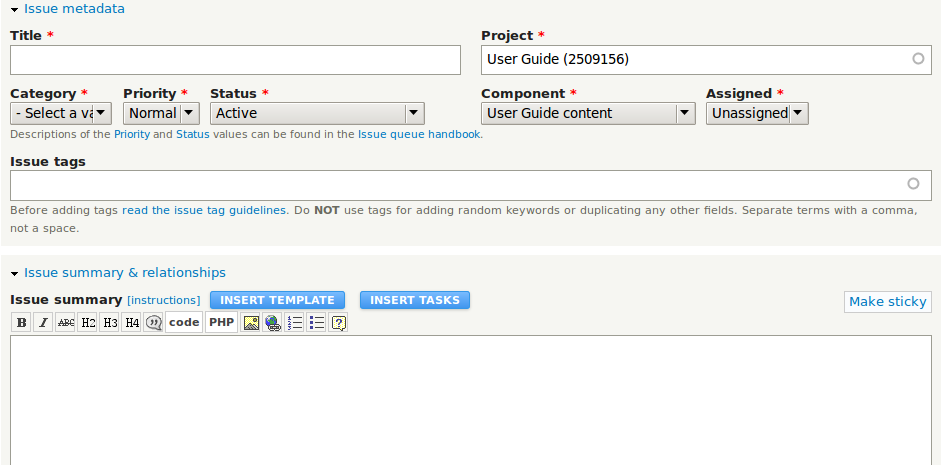 Issue metadata
Title *
Project *
User Guide (2509156)
Category * Priority * Status * Component * Assigned *
- Select a va Normal Active User Guide content Unassigned
Descriptions of the Priority and Status values can be found in the Issue queue handbook.
Issue tags
Before adding tags read the issue tag guidelines. Do NOT use tags for adding random keywords or duplicating any other fields. Separate terms with a comma,
not a space.
Issue summary & relationships
Issue summary [instructions] INSERT TEMPLATE INSERT TASKS Make sticky
B I ABC H2 H3 H4 code PHP